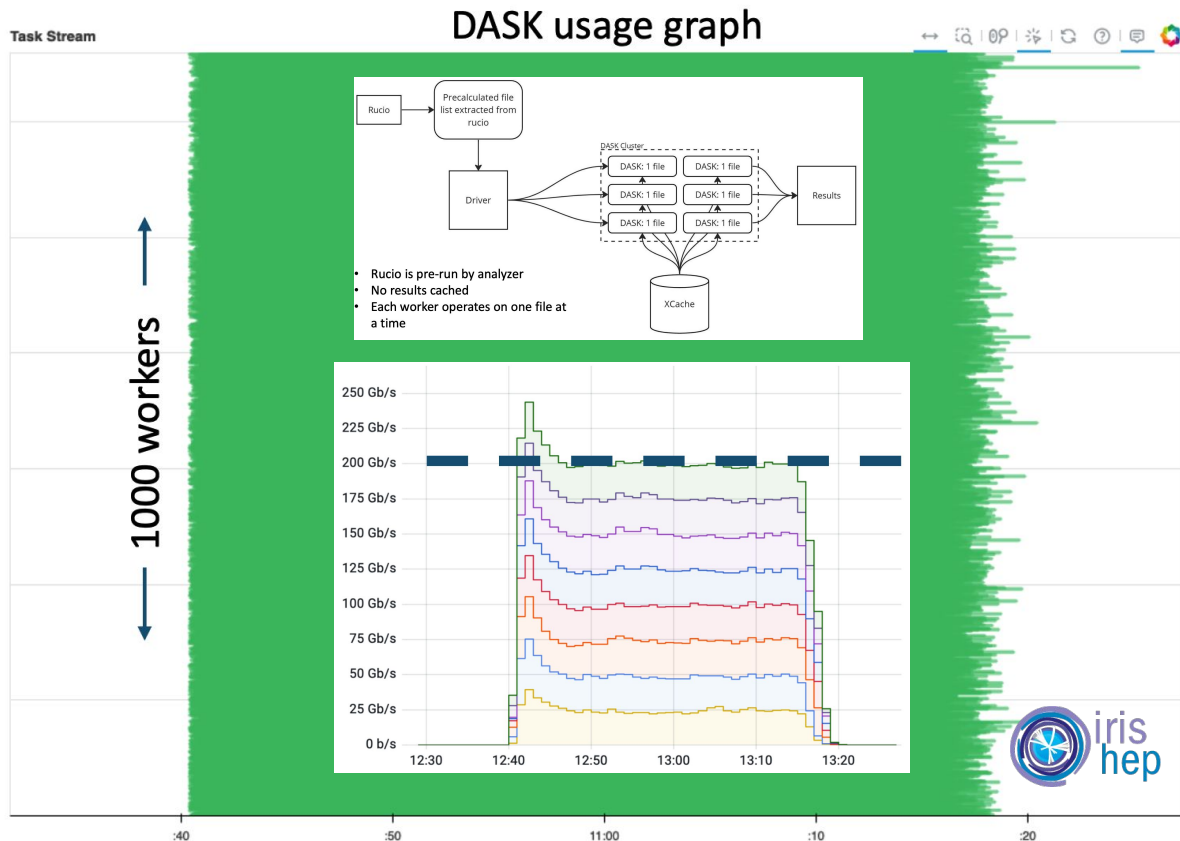 DASK usage graph
Task Stream
Rucio
Precalculated file
list extracted from
rucio
DASK Cluster
DASK: 1 file
DASK: 1 file
Driver
DASK: 1 file
DASK: 1 file
Results
DASK: 1 file
DASK: 1 file
• Rucio is pre-run by analyzer
• No results cached
• Each worker operates on one file at
a time
XCache
1000 workers
250 Gb/s
225 Gb/s
200 Gb/s
175 Gb/s
150 Gb/s
125 Gb/s
100 Gb/s
75 Gb/s
50 Gb/s
25 Gb/s
0 b/s
12:30 12:40 12:50 13:00 13:10 13:20
iris
hep
:40 :50 11:00 :10 :20